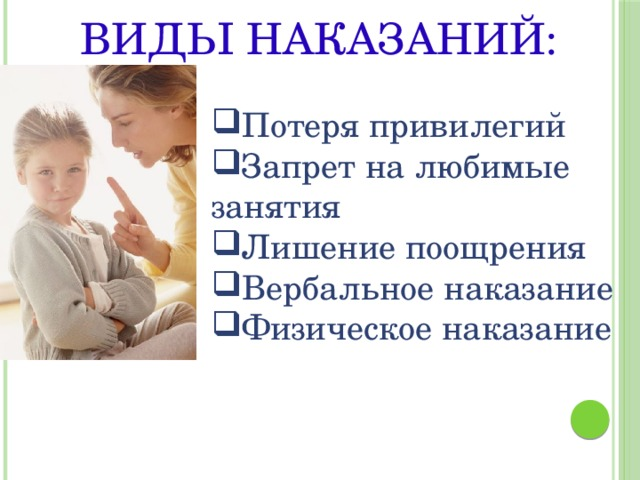 ВИДЫ НАКАЗАНИЙ:
Потеря привилегий
Запрет на любимые
занятия
Лишение поощрения
Вербальное наказание
Физическое наказание